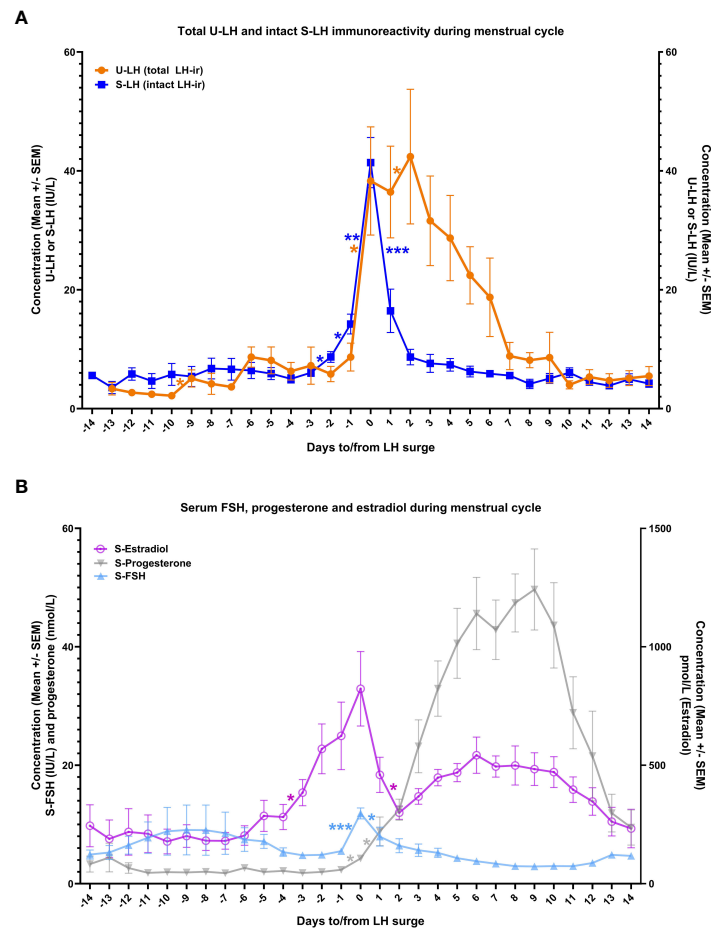 A
Total U-LH and intact S-LH immunoreactivity during menstrual cycle
Concentration (Mean +/- SEM)
U-LH or S-LH (IU/L)
60
40
20
0
U-LH (total LH-ir)
S-LH (intact LH-ir)
*
*
*
**
*
***
*
60
40
20
0
Concentration (Mean +/- SEM)
U-LH or S-LH (IU/L)
-14 -13 -12 -11 -10 -9 -8 -7 -6 -5 -4 -3 -2 -1 0 1 2 3 4 5 6 7 8 9 10 11 12 13 14
Days to/from LH surge
B
Serum FSH, progesterone and estradiol during menstrual cycle
Concentration (Mean +/- SEM)
S-FSH (IU/L) and progesterone (nmol/L)
60
40
20
0
S-Estradiol
S-Progesterone
S-FSH
*
*
***
*
*
*
1500
1000
500
0
Concentration (Mean +/- SEM)
pmol/L (Estradiol)
-14 -13 -12 -11 -10 -9 -8 -7 -6 -5 -4 -3 -2 -1 0 1 2 3 4 5 6 7 8 9 10 11 12 13 14
Days to/from LH surge